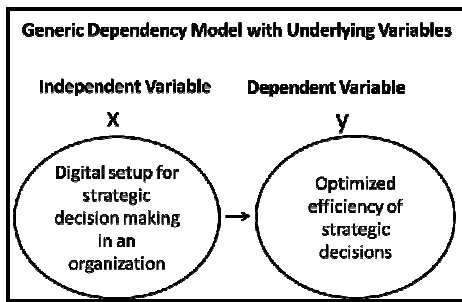 Generic Dependency Model with Underlying Variables
Independent Variable
X
Dependent Variable
y
Digital setup for
strategic
decision making
in an
organization
Optimized
efficiency of
strategic
decisions